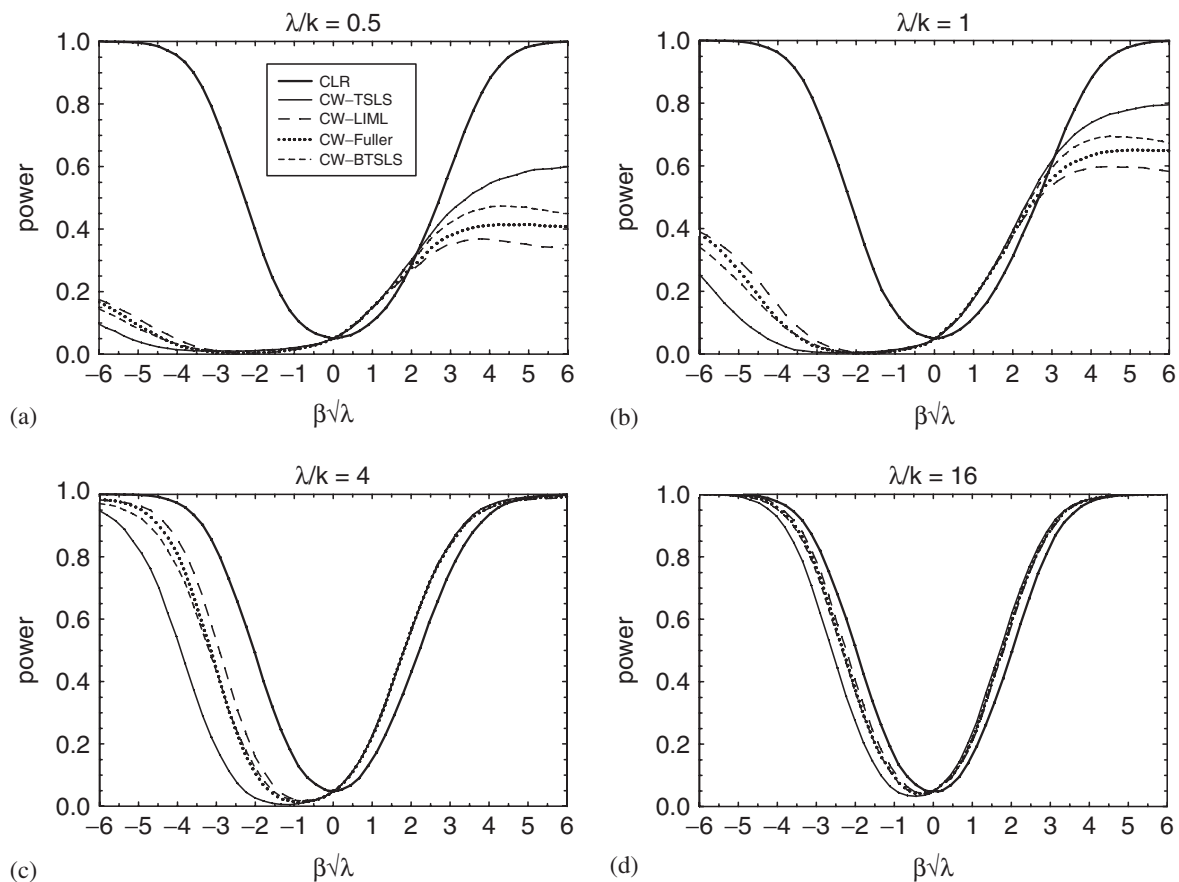 λ/k = 0.5
1.0
0.8
0.6
0.4
0.2
0.0
power
CLR
CW−TSLS
CW−LIML
CW−Fuller
CW−BTSLS
−6 −5 −4 −3 −2 −1 0 1 2 3 4 5 6
(a)
β√λ
λ/k = 1
1.0
0.8
0.6
0.4
0.2
0.0
power
−6 −5 −4 −3 −2 −1 0 1 2 3 4 5 6
(b)
β√λ
λ/k = 4
1.0
0.8
0.6
0.4
0.2
0.0
power
−6 −5 −4 −3 −2 −1 0 1 2 3 4 5 6
(c)
β√λ
λ/k = 16
1.0
0.8
0.6
0.4
0.2
0.0
power
−6 −5 −4 −3 −2 −1 0 1 2 3 4 5 6
(d)
β√λ